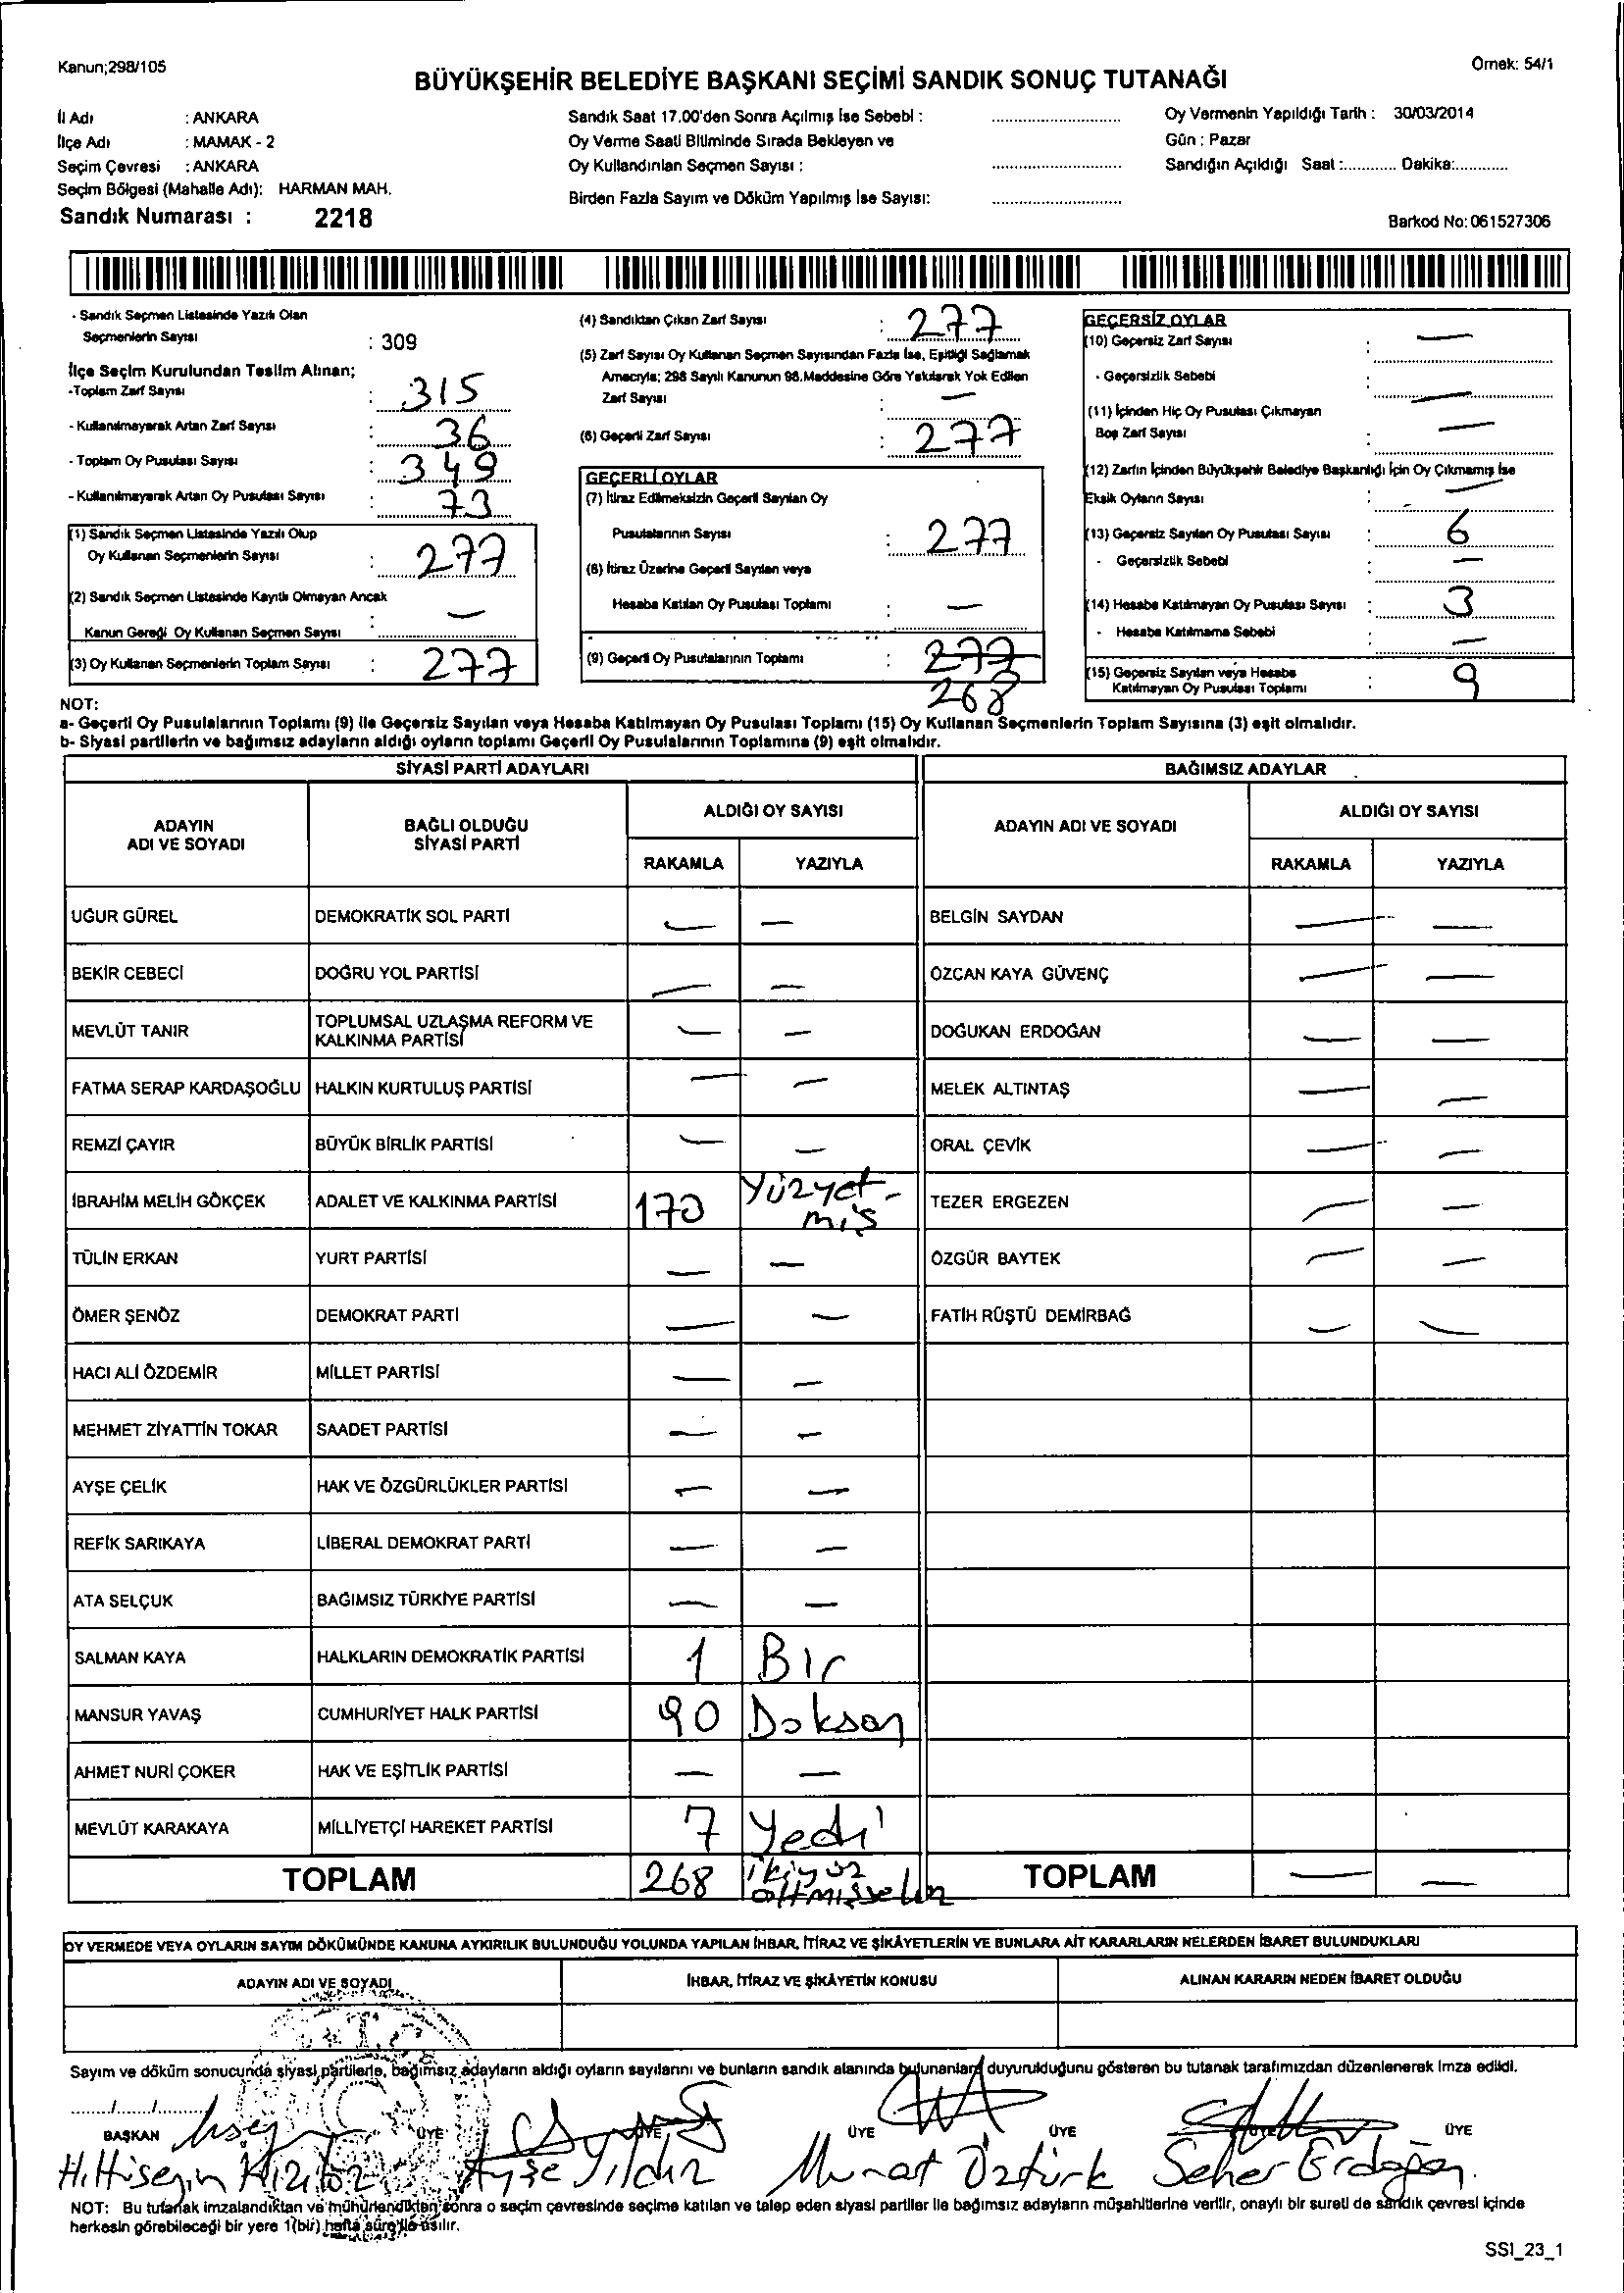 Kanun;298/105
Örnek: 54/1
BÜYÜKŞEHİR BELEDİYE BAŞKANI SEÇİMİ SANDIK SONUÇ TUTANAĞI
İl Adı : ANKARA
İlçe Adı : MAMAK - 2
Seçim Çevresi : ANKARA
Seçim Bölgesi (Mahalle Adı): HARMAN MAH.
Sandık Numarası : 2218
Sandık Saat 17.00'den Sonra Açılmış İse Sebebi :
Oy Verme Saati Bitiminde Sırada Bekleyen ve
Oy Kullandırılan Seçmen Sayısı :
Birden Fazla Sayım ve Döküm Yapılmış İse Sayısı:
Oy Vermenin Yapıldığı Tarih : 30/03/2014
Gün : Pazar
Sandığın Açıldığı Saat :............ Dakika:............
Barkod No: 061527306
- Sandık Seçmen Listesinde Yazılı Olan
Seçmenlerin Sayısı : 309
İlçe Seçim Kurulundan Teslim Alınan;
-Toplam Zarf Sayısı : 315
- Kullanılmayarak Artan Zarf Sayısı : 36
- Toplam Oy Pusulası Sayısı : 349
- Kullanılmayarak Artan Oy Pusulası Sayısı : 73
(1) Sandık Seçmen Listesinde Yazılı Olup
Oy Kullanan Seçmenlerin Sayısı : 277
(2) Sandık Seçmen Listesinde Kayıtlı Olmayan Ancak
Kanun Gereği Oy Kullanan Seçmen Sayısı : —
(3) Oy Kullanan Seçmenlerin Toplam Sayısı : 277
(4) Sandıktan Çıkan Zarf Sayısı : 277
(5) Zarf Sayısı Oy Kullanan Seçmen Sayısından Fazla İse, Eşitliği Sağlamak
Amacıyla; 298 Sayılı Kanunun 98.Maddesine Göre Yakılarak Yok Edilen
Zarf Sayısı : —
(6) Geçerli Zarf Sayısı : 277
GEÇERLİ OYLAR
(7) İtiraz Edilmeksizin Geçerli Sayılan Oy
Pusulalarının Sayısı : 277
(8) İtiraz Üzerine Geçerli Sayılan veya
Hesaba Katılan Oy Pusulası Toplamı : —
(9) Geçerli Oy Pusulalarının Toplamı : 277
268
GEÇERSİZ OYLAR
(10) Geçersiz Zarf Sayısı : —
- Geçersizlik Sebebi : —
(11) İçinden Hiç Oy Pusulası Çıkmayan
Boş Zarf Sayısı : —
(12) Zarfın İçinden Büyükşehir Belediye Başkanlığı İçin Oy Çıkmamış İse
Eksik Oyların Sayısı : —
(13) Geçersiz Sayılan Oy Pusulası Sayısı : 6
- Geçersizlik Sebebi : —
(14) Hesaba Katılmayan Oy Pusulası Sayısı : 3
- Hesaba Katılmama Sebebi : —
(15) Geçersiz Sayılan veya Hesaba
Katılmayan Oy Pusulası Toplamı : 9
NOT:
a- Geçerli Oy Pusulalarının Toplamı (9) ile Geçersiz Sayılan veya Hesaba Katılmayan Oy Pusulası Toplamı (15) Oy Kullanan Seçmenlerin Toplam Sayısına (3) eşit olmalıdır.
b- Siyasi partilerin ve bağımsız adayların aldığı oyların toplamı Geçerli Oy Pusulalarının Toplamına (9) eşit olmalıdır.
SİYASİ PARTİ ADAYLARI
BAĞIMSIZ ADAYLAR
ADAYIN ADI VE SOYADI
BAĞLI OLDUĞU SİYASİ PARTİ
ALDIĞI OY SAYISI
RAKAMLA YAZIYLA
ADAYIN ADI VE SOYADI
ALDIĞI OY SAYISI
RAKAMLA YAZIYLA
UĞUR GÜREL DEMOKRATİK SOL PARTİ — — BELGİN SAYDAN — —
BEKİR CEBECİ DOĞRU YOL PARTİSİ — — ÖZCAN KAYA GÜVENÇ — —
MEVLÜT TANIR TOPLUMSAL UZLAŞMA REFORM VE KALKINMA PARTİSİ — — DOĞUKAN ERDOĞAN — —
FATMA SERAP KARDAŞOĞLU HALKIN KURTULUŞ PARTİSİ — — MELEK ALTINTAŞ — —
REMZİ ÇAYIR BÜYÜK BİRLİK PARTİSİ — — ORAL ÇEVİK — —
İBRAHİM MELİH GÖKÇEK ADALET VE KALKINMA PARTİSİ 170 Yüzyet-miş TEZER ERGEZEN — —
TÜLİN ERKAN YURT PARTİSİ — — ÖZGÜR BAYTEK — —
ÖMER ŞENÖZ DEMOKRAT PARTİ — — FATİH RÜŞTÜ DEMİRBAĞ — —
HACI ALİ ÖZDEMİR MİLLET PARTİSİ — —
MEHMET ZİYATTİN TOKAR SAADET PARTİSİ — —
AYŞE ÇELİK HAK VE ÖZGÜRLÜKLER PARTİSİ — —
REFİK SARIKAYA LİBERAL DEMOKRAT PARTİ — —
ATA SELÇUK BAĞIMSIZ TÜRKİYE PARTİSİ — —
SALMAN KAYA HALKLARIN DEMOKRATİK PARTİSİ 1 Bir
MANSUR YAVAŞ CUMHURİYET HALK PARTİSİ 90 Doksan
AHMET NURİ ÇOKER HAK VE EŞİTLİK PARTİSİ — —
MEVLÜT KARAKAYA MİLLİYETÇİ HAREKET PARTİSİ 7 Yedi
TOPLAM 268 ikiyüz altmışsekiz TOPLAM — —
OY VERMEDE VEYA OYLARIN SAYIM DÖKÜMÜNDE KANUNA AYKIRILIK BULUNDUĞU YOLUNDA YAPILAN İHBAR, İTİRAZ VE ŞİKÂYETLERİN VE BUNLARA AİT KARARLARIN NELERDEN İBARET BULUNDUKLARI
ADAYIN ADI VE SOYADI İHBAR, İTİRAZ VE ŞİKÂYETİN KONUSU ALINAN KARARIN NEDEN İBARET OLDUĞU
Sayım ve döküm sonucunda siyasi partilerle, bağımsız adayların aldığı oyların sayılarını ve bunların sandık alanında bulunanlara duyurulduğunu gösteren bu tutanak tarafımızdan düzenlenerek imza edildi.
....../....../..........
BAŞKAN ÜYE ÜYE ÜYE ÜYE ÜYE ÜYE
Ayşe Yıldız Murat Öztürk Seher Erdoğan
NOT: Bu tutanak imzalandıktan ve mühürlendikten sonra o seçim çevresinde seçime katılan ve talep eden siyasi partiler ile bağımsız adayların müşahitlerine verilir, onaylı bir sureti de sandık çevresi içinde
herkesin görebileceği bir yere 1(bir) hafta süre ile asılır.
SSI_23_1